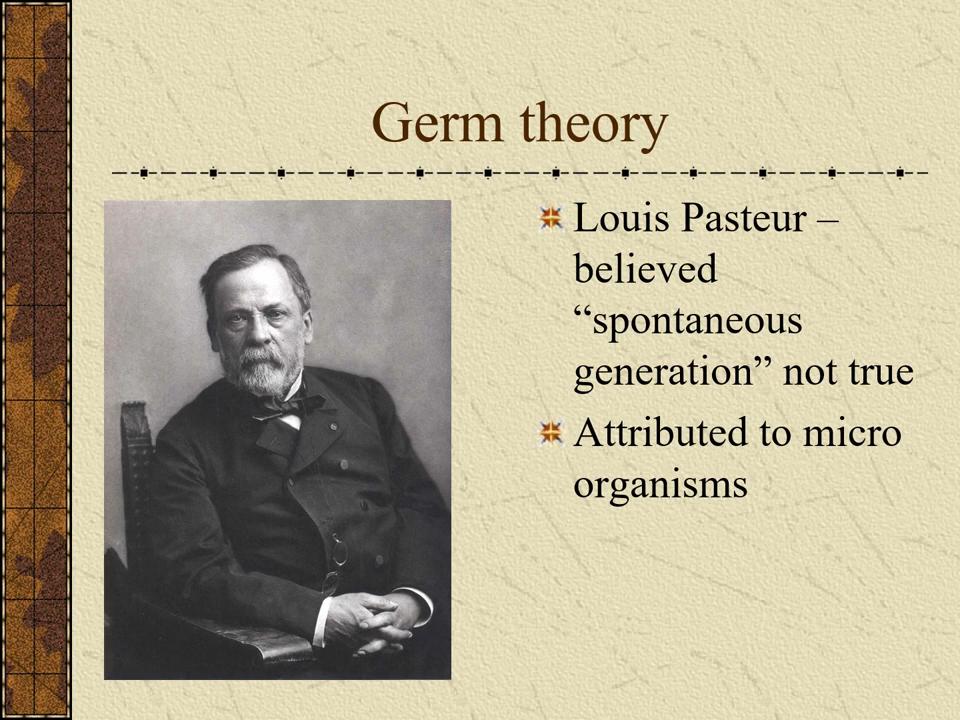 Germ theory
Louis Pasteur –
believed
“spontaneous
generation” not true
Attributed to micro
organisms